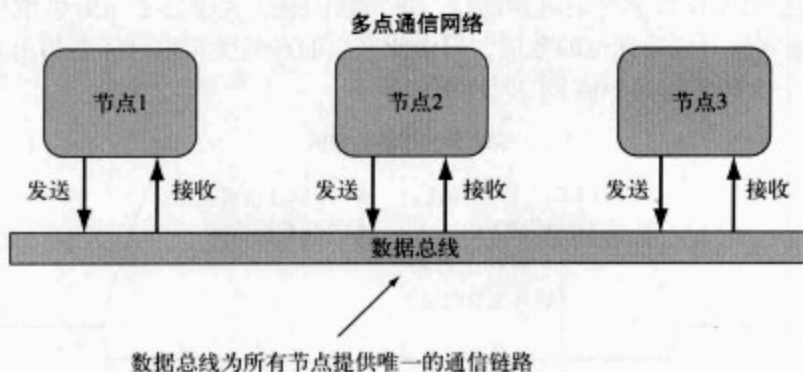 多点通信网络
节点1
节点2
节点3
发送
接收
发送
接收
发送
接收
数据总线
数据总线为所有节点提供唯一的通信链路